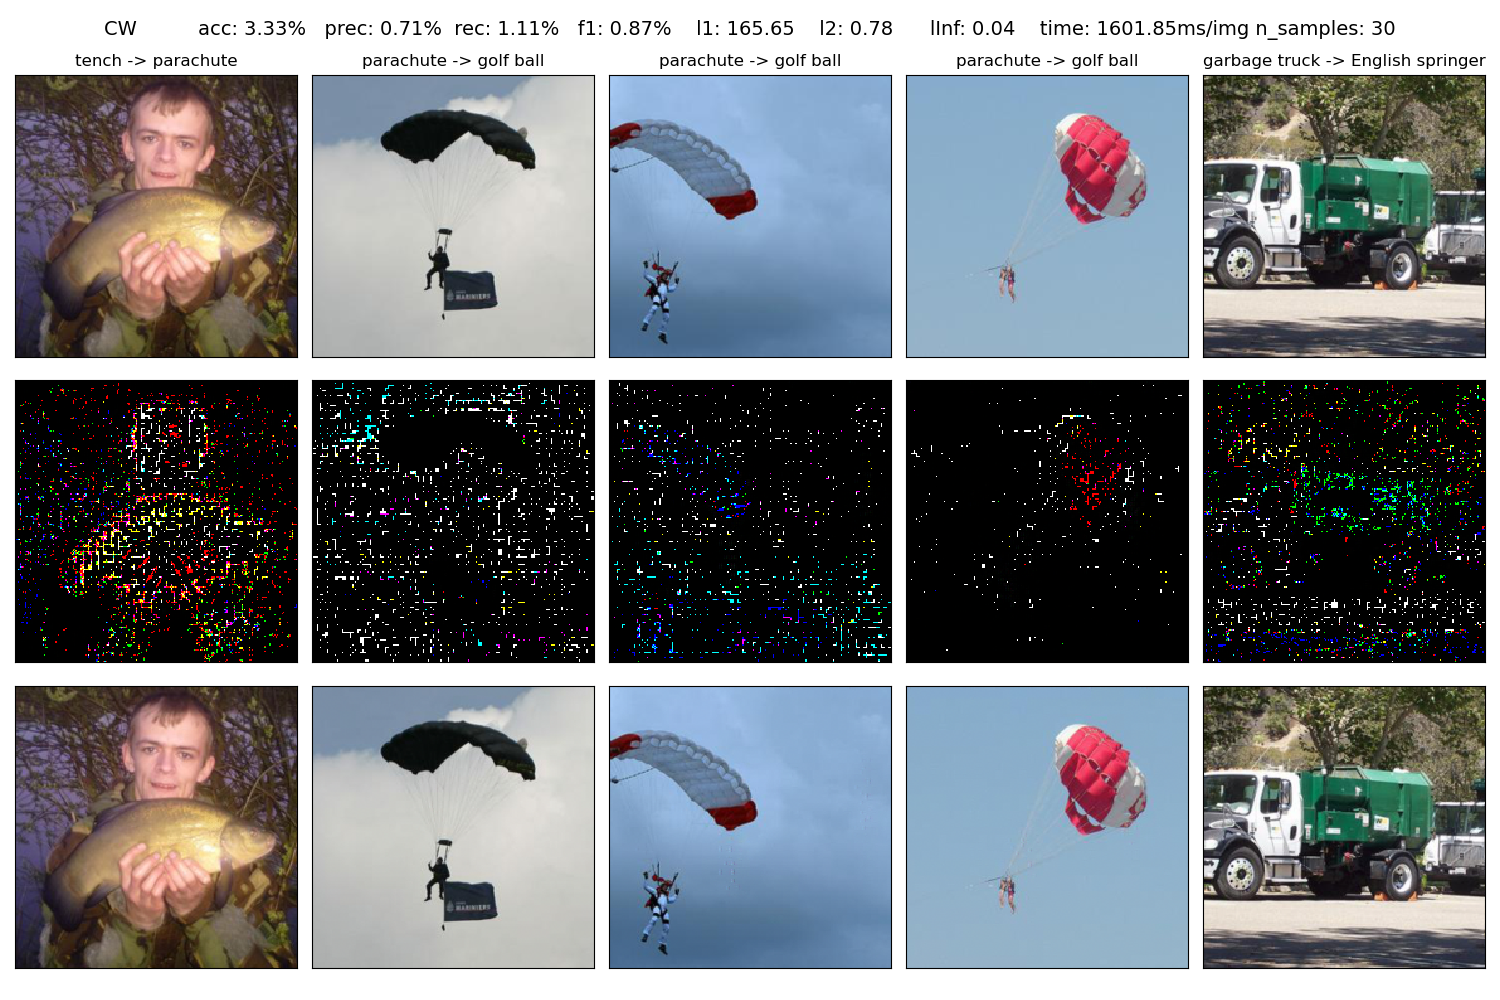 CW acc: 3.33% prec: 0.71% rec: 1.11% f1: 0.87% l1: 165.65 l2: 0.78 lInf: 0.04 time: 1601.85ms/img n_samples: 30
tench -> parachute
parachute -> golf ball
parachute -> golf ball
parachute -> golf ball
garbage truck -> English springer
MARINIERS
MARINIERS